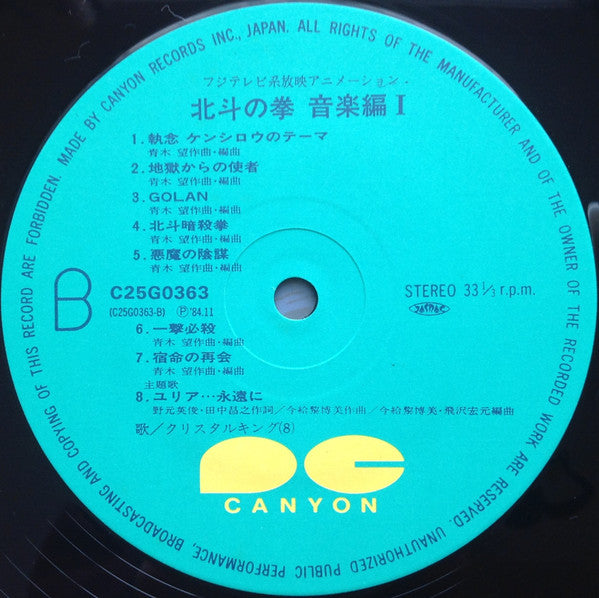 MADE BY CANYON RECORDS INC., JAPAN. ALL RIGHTS OF THE MANUFACTURER AND OF THE OWNER OF THE RECORDED WORK ARE RESERVED. UNAUTHORIZED PUBLIC PERFORMANCE, BROADCASTING AND COPYING OF THIS RECORD ARE FORBIDDEN.
フジテレビ系放映アニメーション・
北斗の拳 音楽編 I
1. 執念 ケンシロウのテーマ
青木 望作曲・編曲
2. 地獄からの使者
青木 望作曲・編曲
3. GOLAN
青木 望作曲・編曲
4. 北斗暗殺拳
青木 望作曲・編曲
5. 悪魔の陰謀
青木 望作曲・編曲
B
C25G0363
(C25G0363-B) Ⓟ'84.11
STEREO 33 1/3 r.p.m.
JASRAC
6. 一撃必殺
青木 望作曲・編曲
7. 宿命の再会
青木 望作曲・編曲
主題歌
8. ユリア…永遠に
野元英俊・田中昌之作詞／今給黎博美作曲／今給黎博美・飛沢宏元編曲
歌／クリスタルキング(8)
CANYON